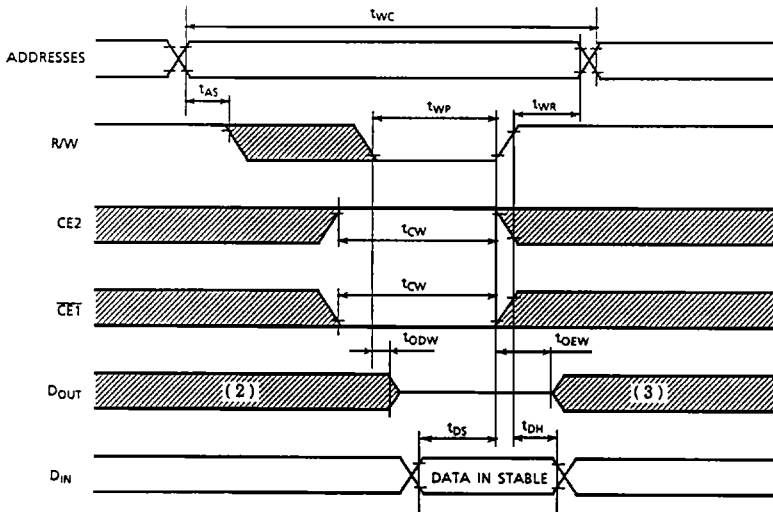 tWC
ADDRESSES
tAS
tWP
tWR
R/W
CE2
tCW
CE1
tCW
tODW
tOEW
DOUT
(2)
(3)
tDS
tDH
DIN
DATA IN STABLE